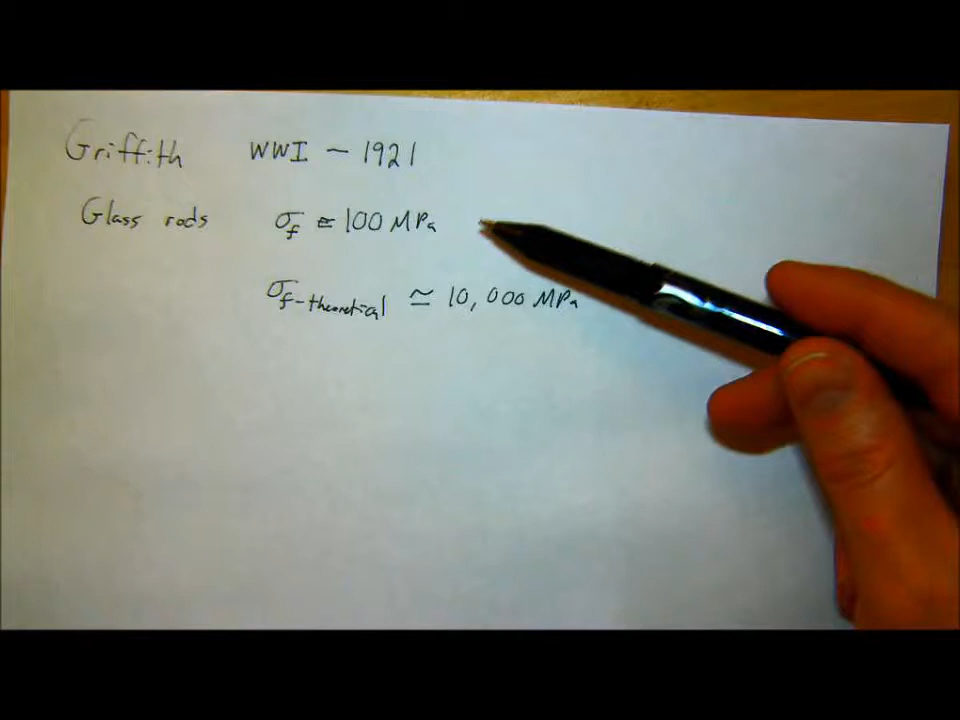 Griffith WWI ~ 1921
Glass rods σf ≅ 100 MPa
σf-theoretical ≃ 10,000 MPa